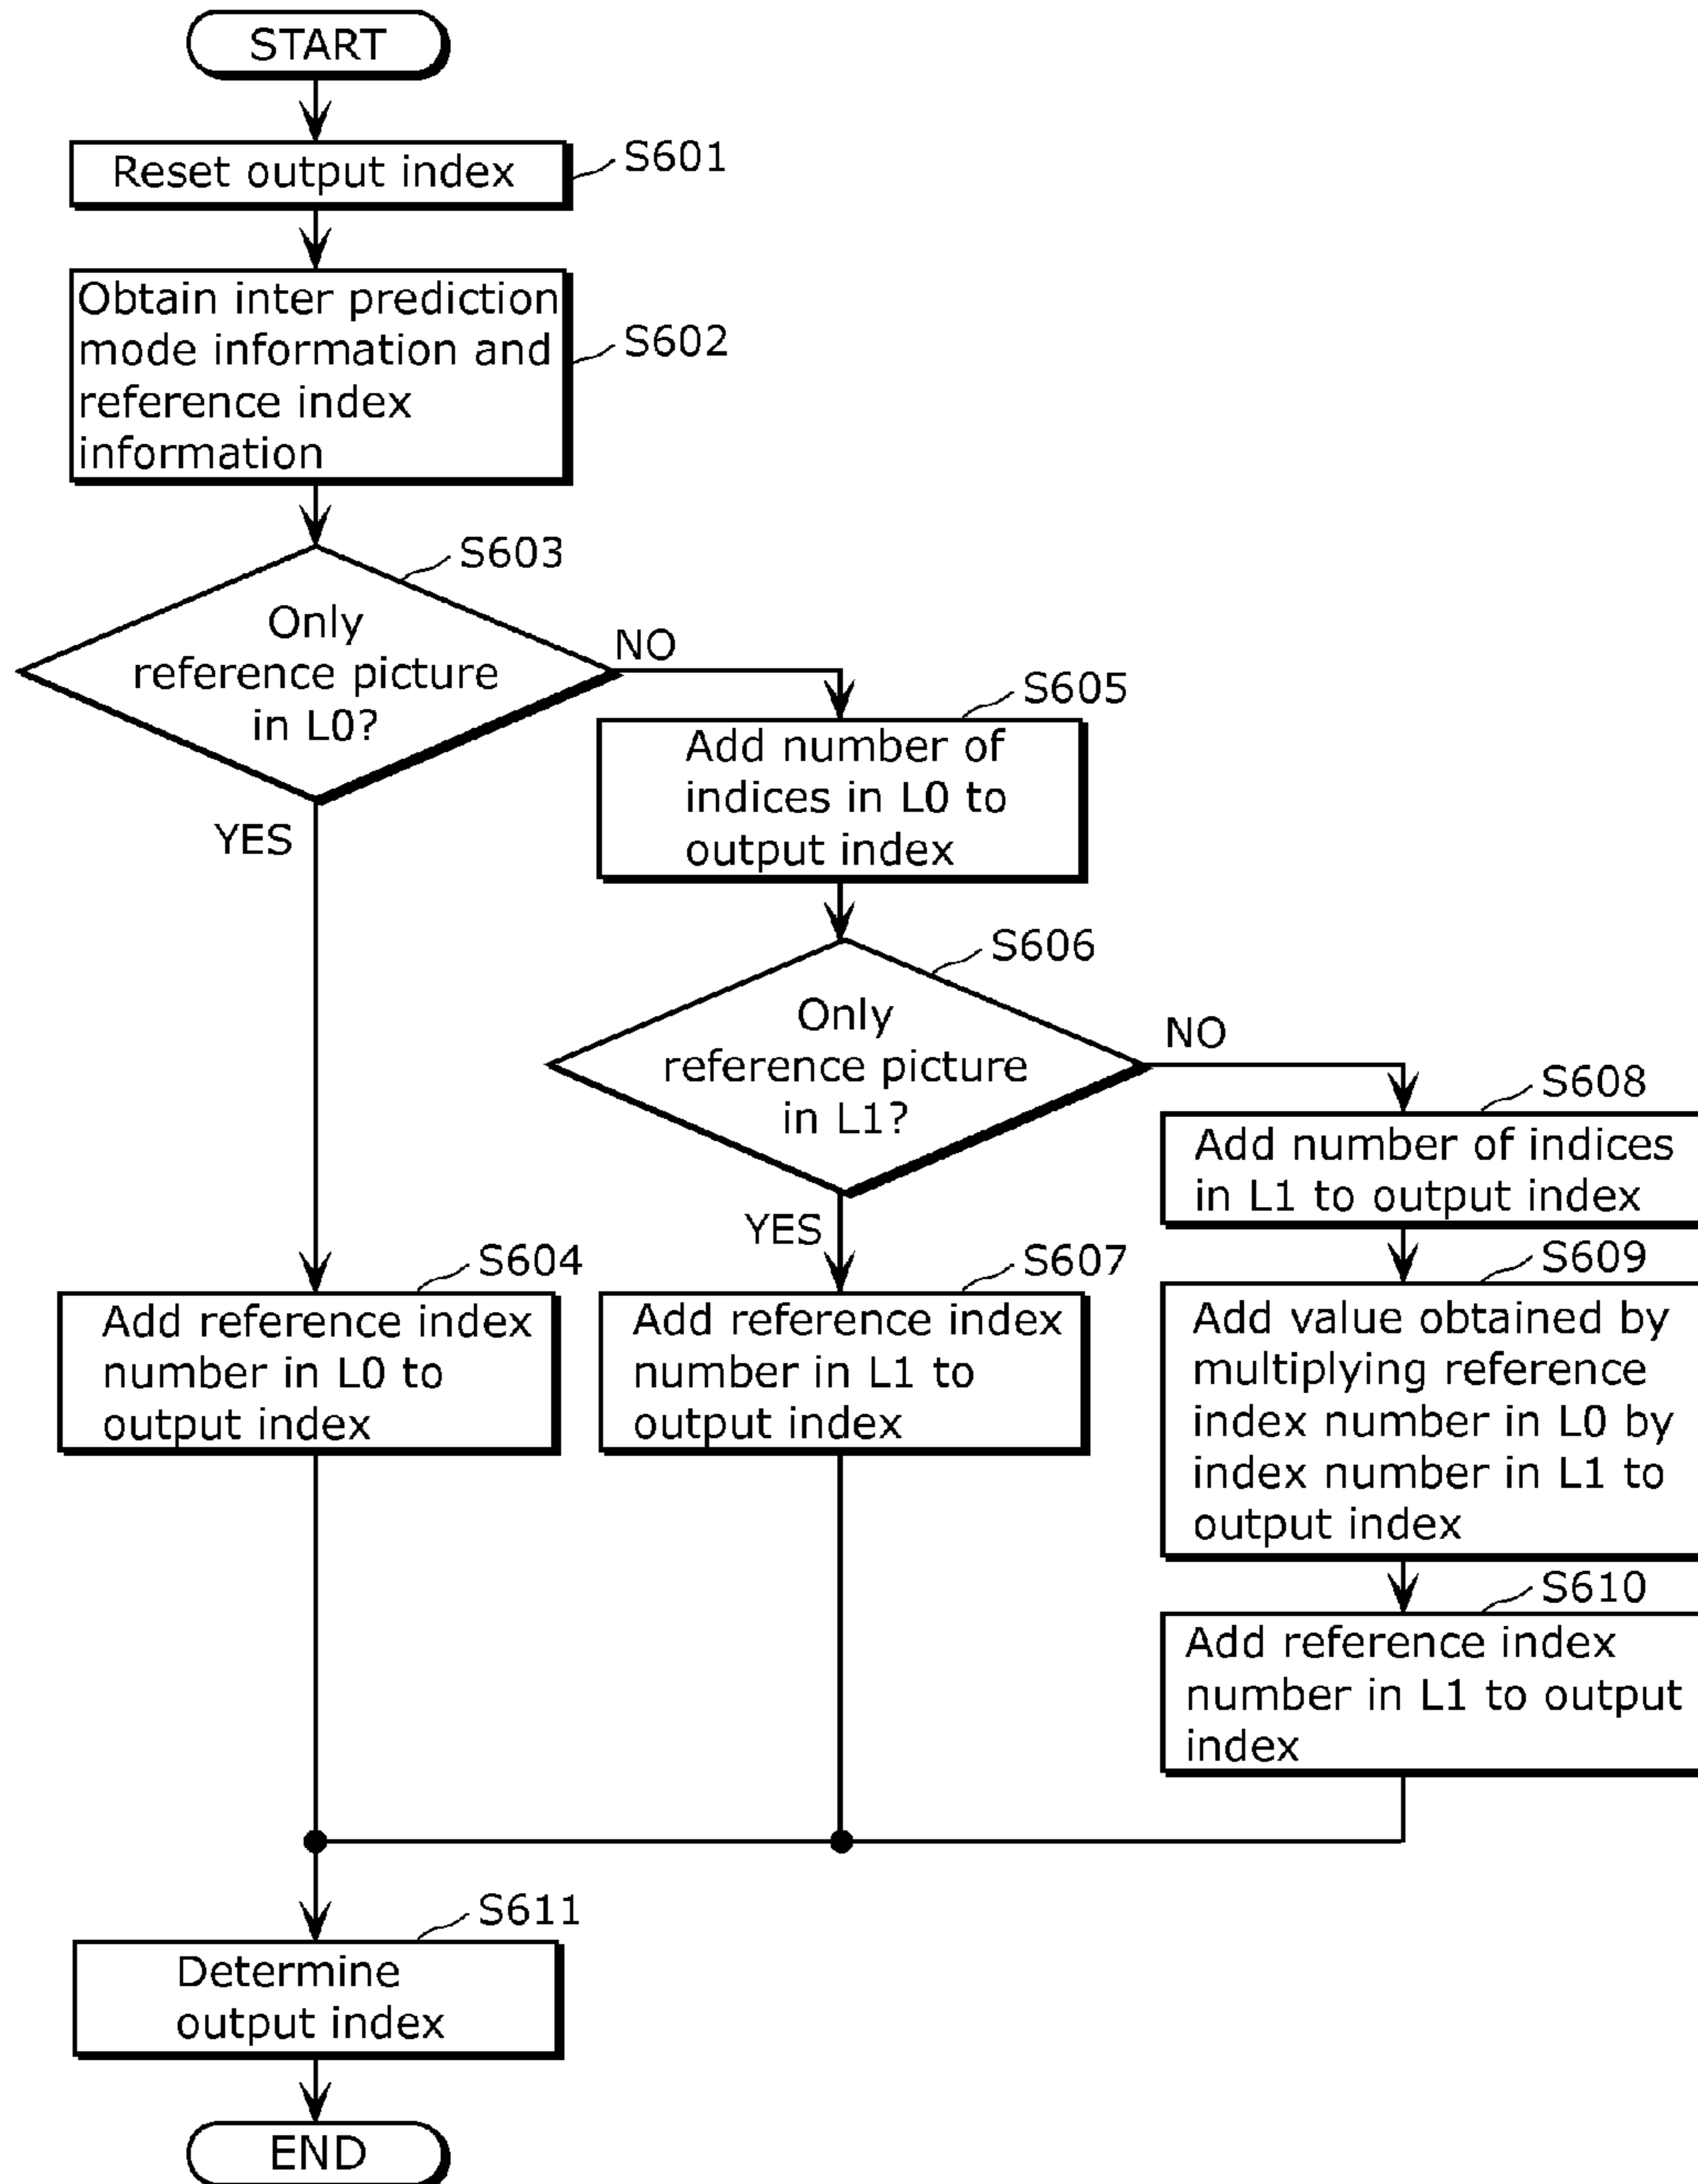 START
Reset output index
S601
Obtain inter prediction
mode information and
reference index
information
S602
S603
Only
reference picture
in L0?
NO
YES
S605
Add number of
indices in L0 to
output index
S606
Only
reference picture
in L1?
NO
YES
S608
Add number of indices
in L1 to output index
S604
Add reference index
number in L0 to
output index
S607
Add reference index
number in L1 to
output index
S609
Add value obtained by
multiplying reference
index number in L0 by
index number in L1 to
output index
S610
Add reference index
number in L1 to output
index
S611
Determine
output index
END